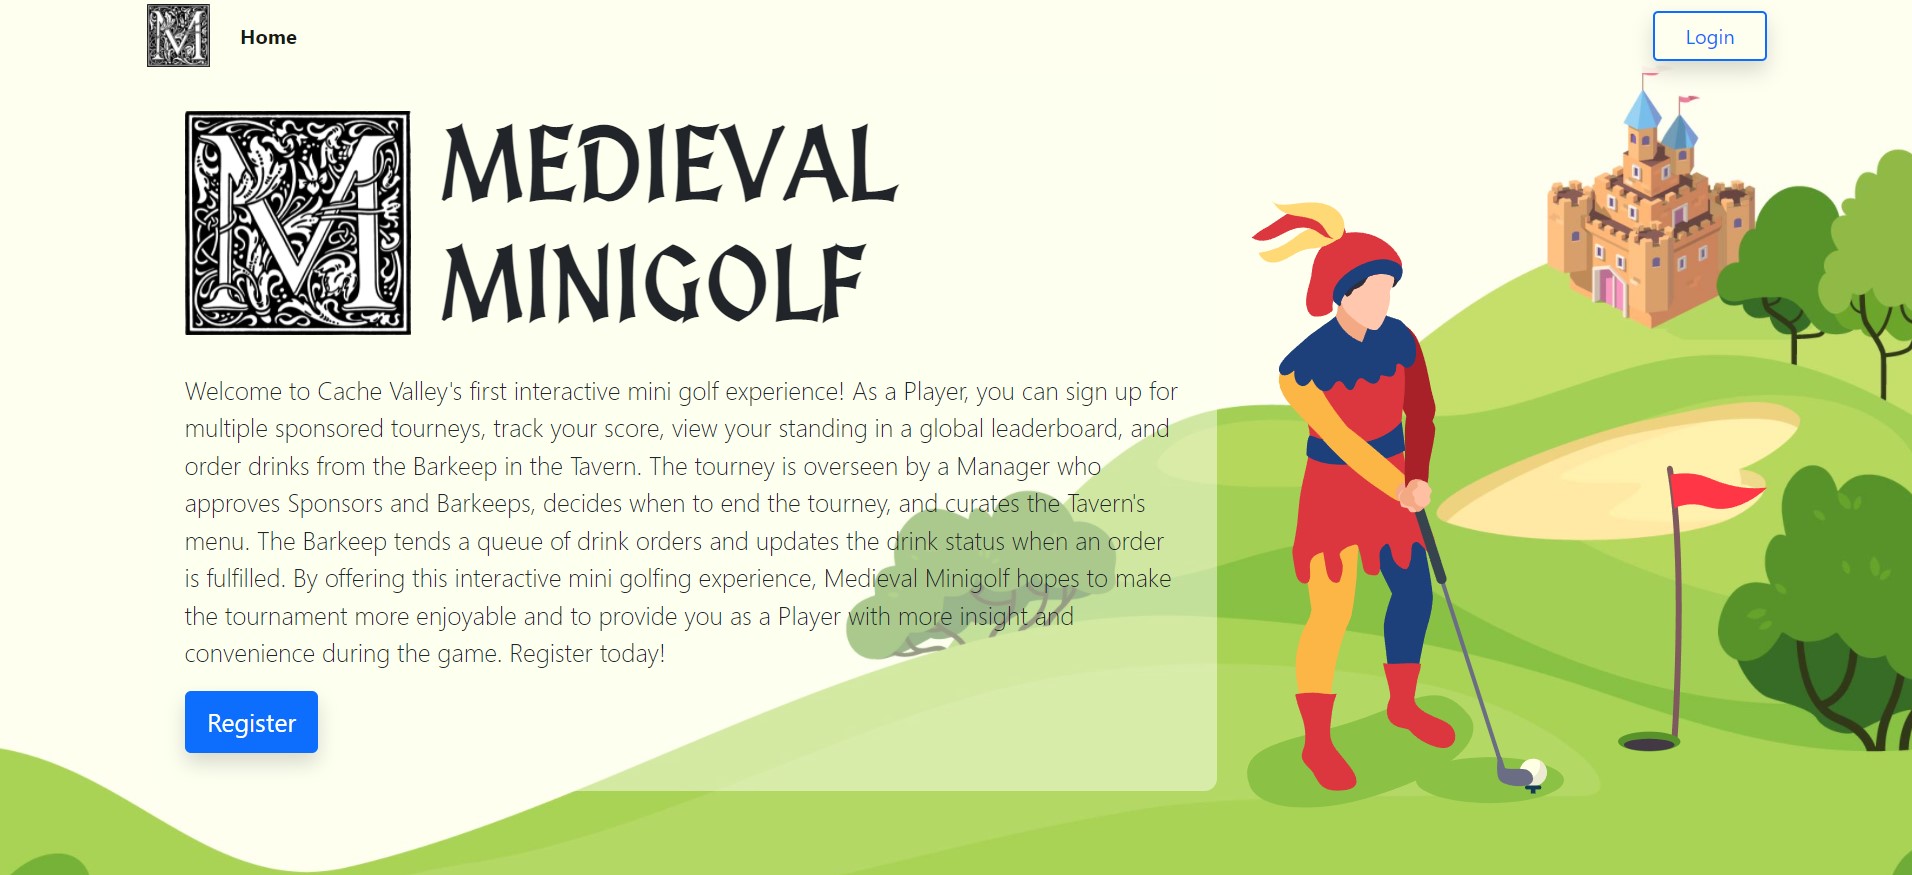 M
Home
Login
M
MEDIEVAL
MINIGOLF
Welcome to Cache Valley's first interactive mini golf experience! As a Player, you can sign up for
multiple sponsored tourneys, track your score, view your standing in a global leaderboard, and
order drinks from the Barkeep in the Tavern. The tourney is overseen by a Manager who
approves Sponsors and Barkeeps, decides when to end the tourney, and curates the Tavern's
menu. The Barkeep tends a queue of drink orders and updates the drink status when an order
is fulfilled. By offering this interactive mini golfing experience, Medieval Minigolf hopes to make
the tournament more enjoyable and to provide you as a Player with more insight and
convenience during the game. Register today!
Register